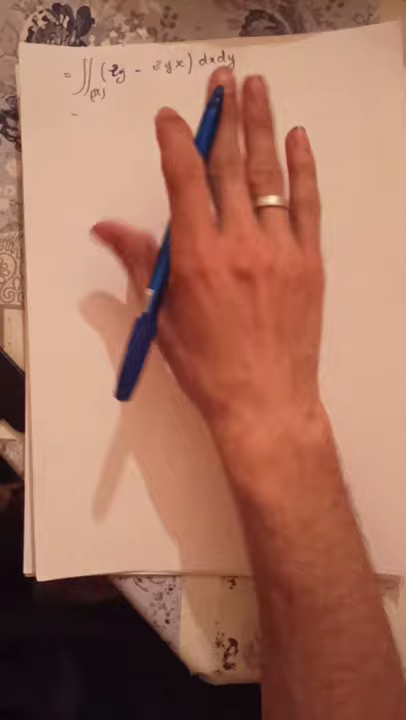 = ∬(D) (2y - 2yx) dxdy